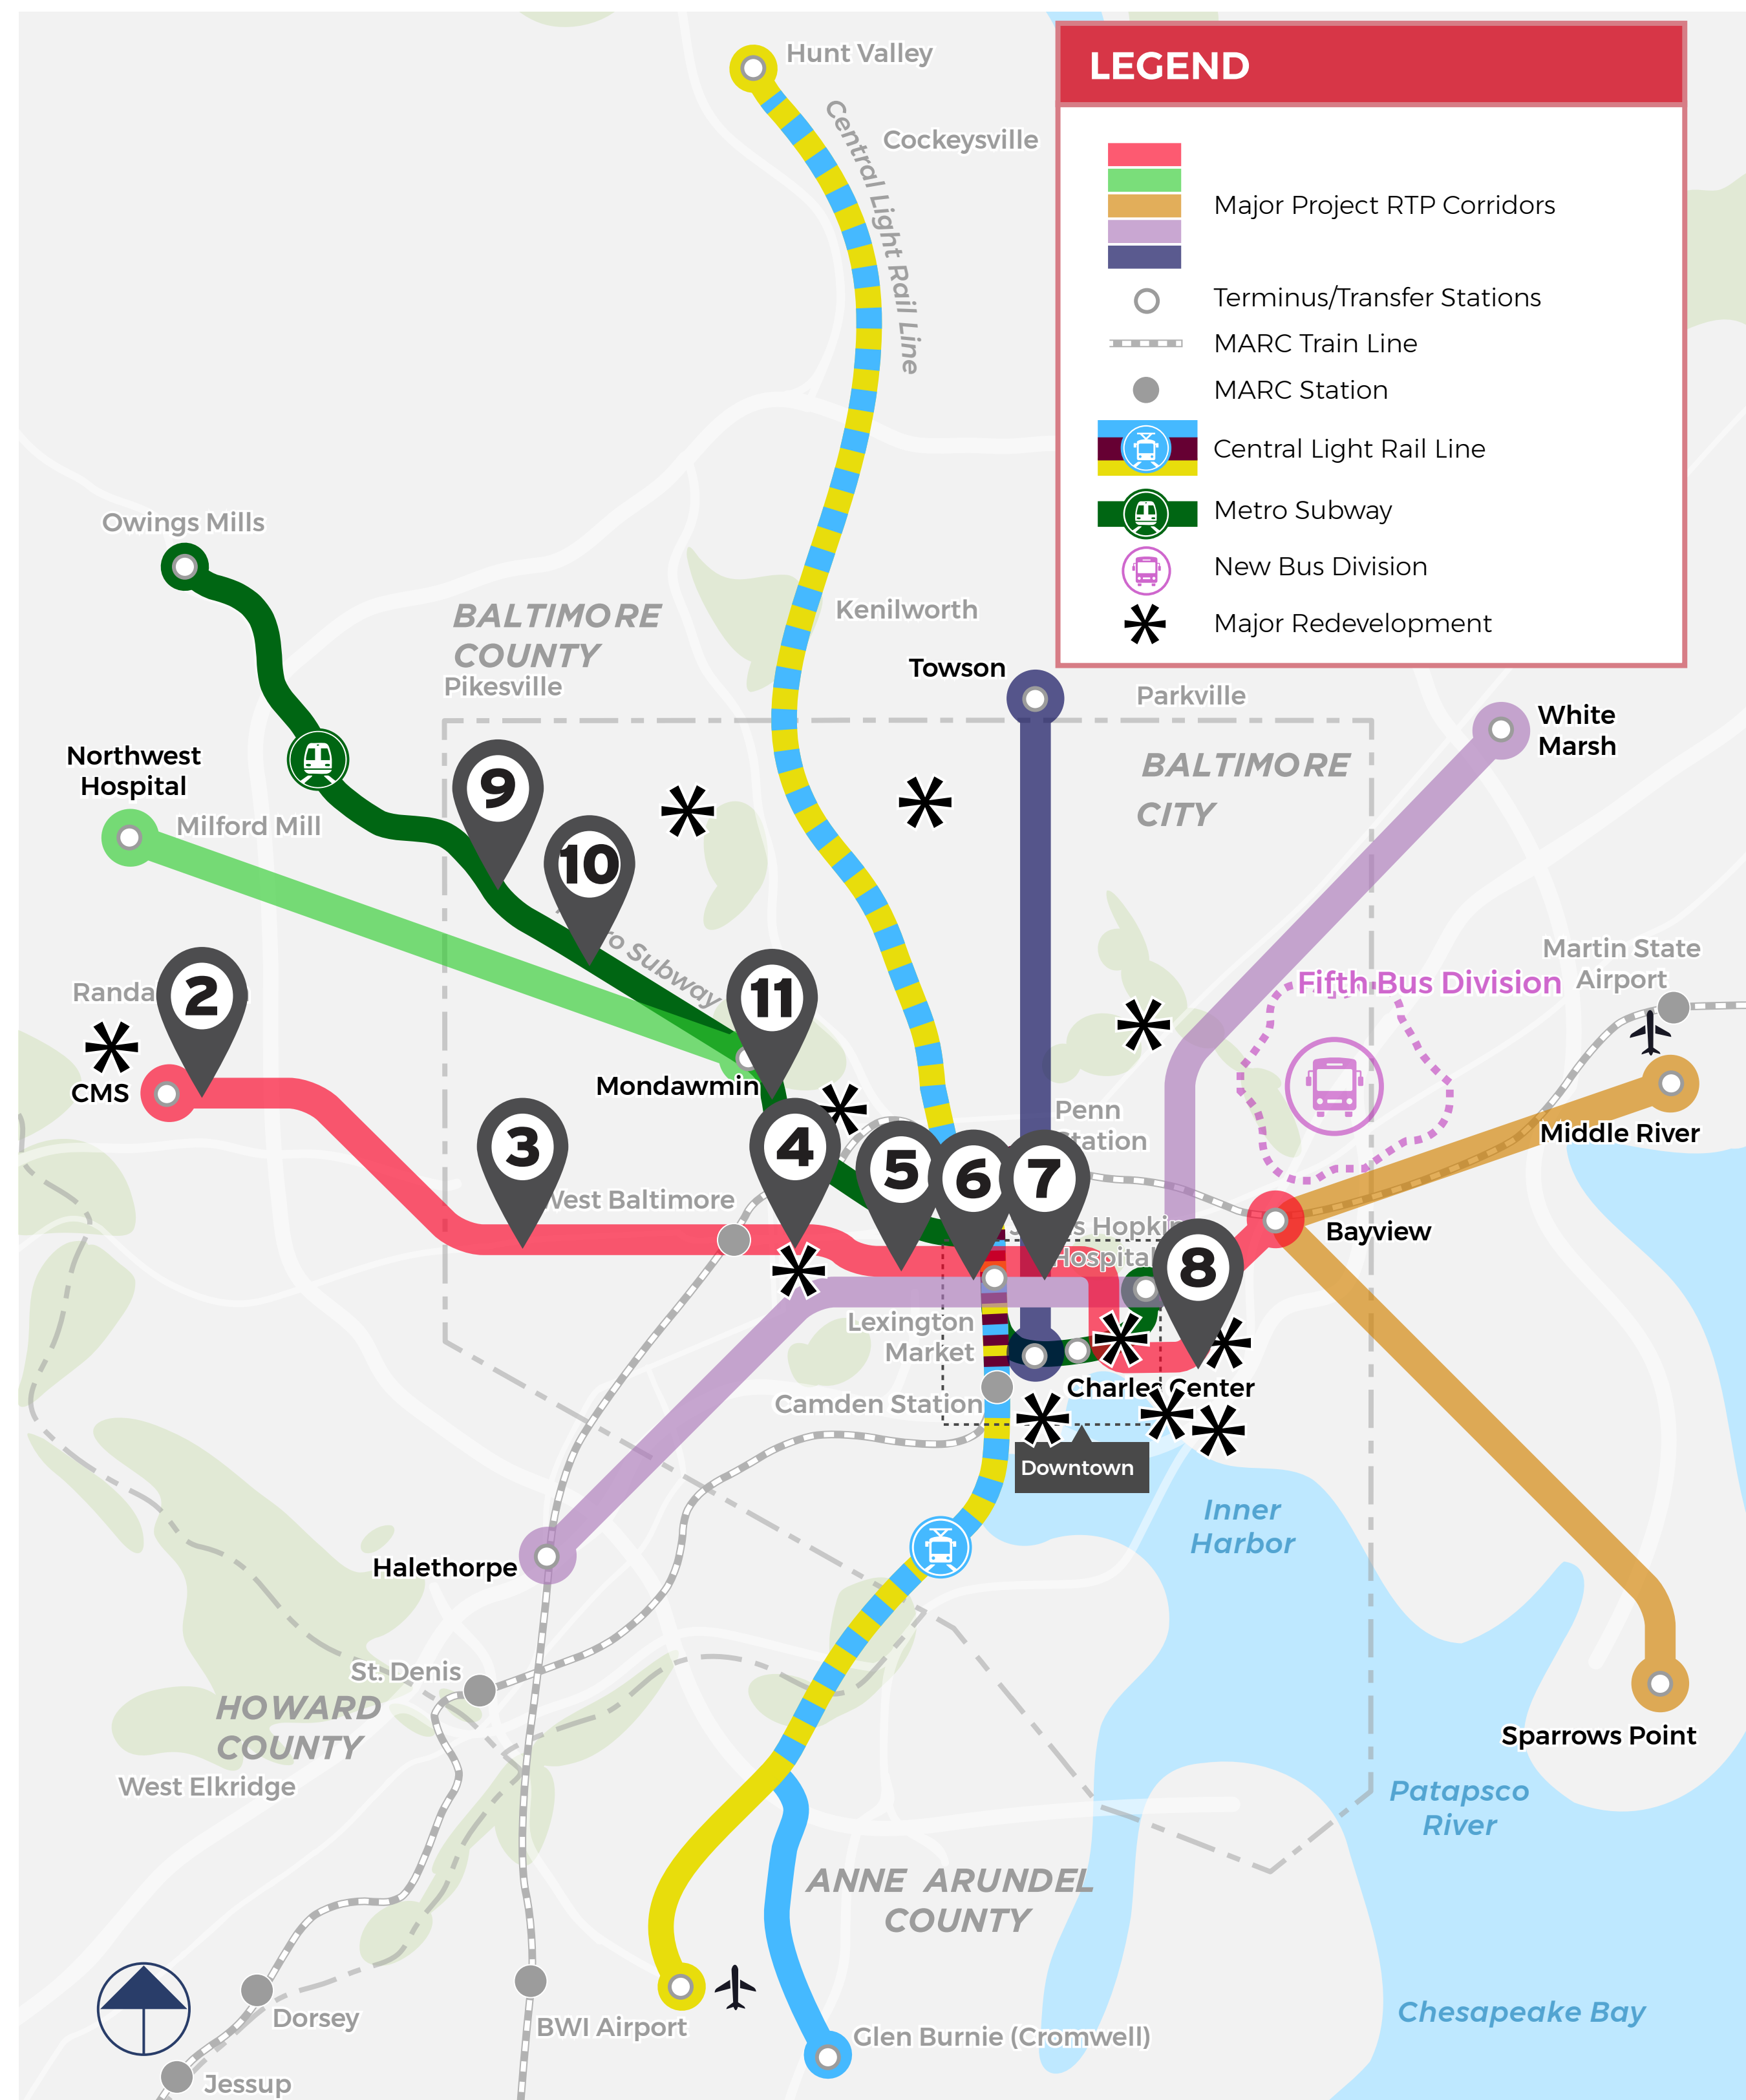 Hunt Valley
Central Light Rail Line
Cockeysville
LEGEND
Major Project RTP Corridors
Terminus/Transfer Stations
MARC Train Line
MARC Station
Central Light Rail Line
Metro Subway
New Bus Division
Major Redevelopment
Owings Mills
BALTIMORE
COUNTY
Pikesville
Kenilworth
Towson
Parkville
White
Marsh
BALTIMORE
CITY
Northwest
Hospital
Milford Mill
9
10
Subway
2
CMS
11
Mondawmin
Martin State
Airport
Fifth Bus Division
Middle River
Penn
Station
3
4
5
6
7
West Baltimore
Hospital
8
Bayview
Lexington
Market
Camden Station
Charles Center
Downtown
Inner
Harbor
Halethorpe
St. Denis
HOWARD
COUNTY
West Elkridge
Sparrows Point
Patapsco
River
ANNE ARUNDEL
COUNTY
Dorsey
BWI Airport
Glen Burnie (Cromwell)
Chesapeake Bay
Jessup